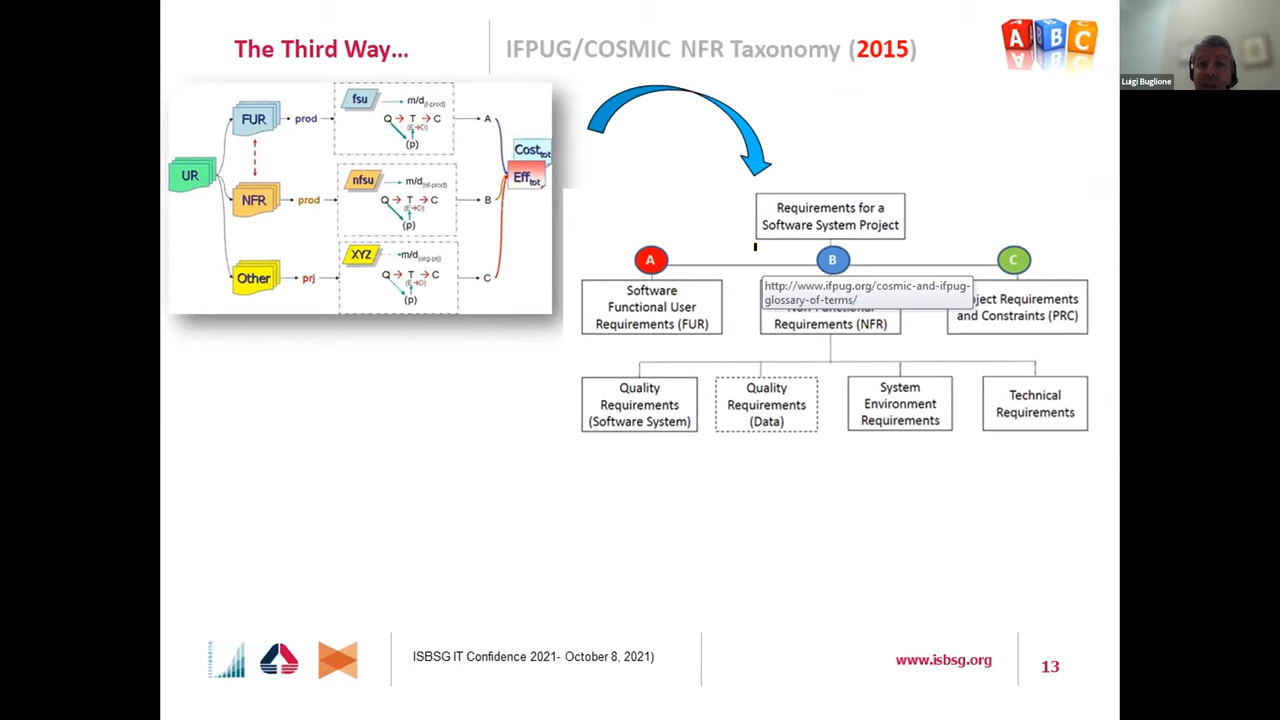 The Third Way...
IFPUG/COSMIC NFR Taxonomy (2015)
A B C
Luigi Buglione
UR
FUR
prod
fsu
m/d(f-prod)
Q → T → C
(E→D)
(p)
A
NFR
prod
nfsu
m/d(nf-prod)
Q → T → C
(E→D)
(p)
B
Other
prj
XYZ
m/d(org-prj)
Q → T → C
(E→D)
(p)
C
Cost tot
Eff tot
Requirements for a
Software System Project
A
B
C
Software
Functional User
Requirements (FUR)
http://www.ifpug.org/cosmic-and-ifpug-
glossary-of-terms/
Requirements (NFR)
Requirements
and Constraints (PRC)
Quality
Requirements
(Software System)
Quality
Requirements
(Data)
System
Environment
Requirements
Technical
Requirements
ISBSG IT Confidence 2021- October 8, 2021)
www.isbsg.org
13